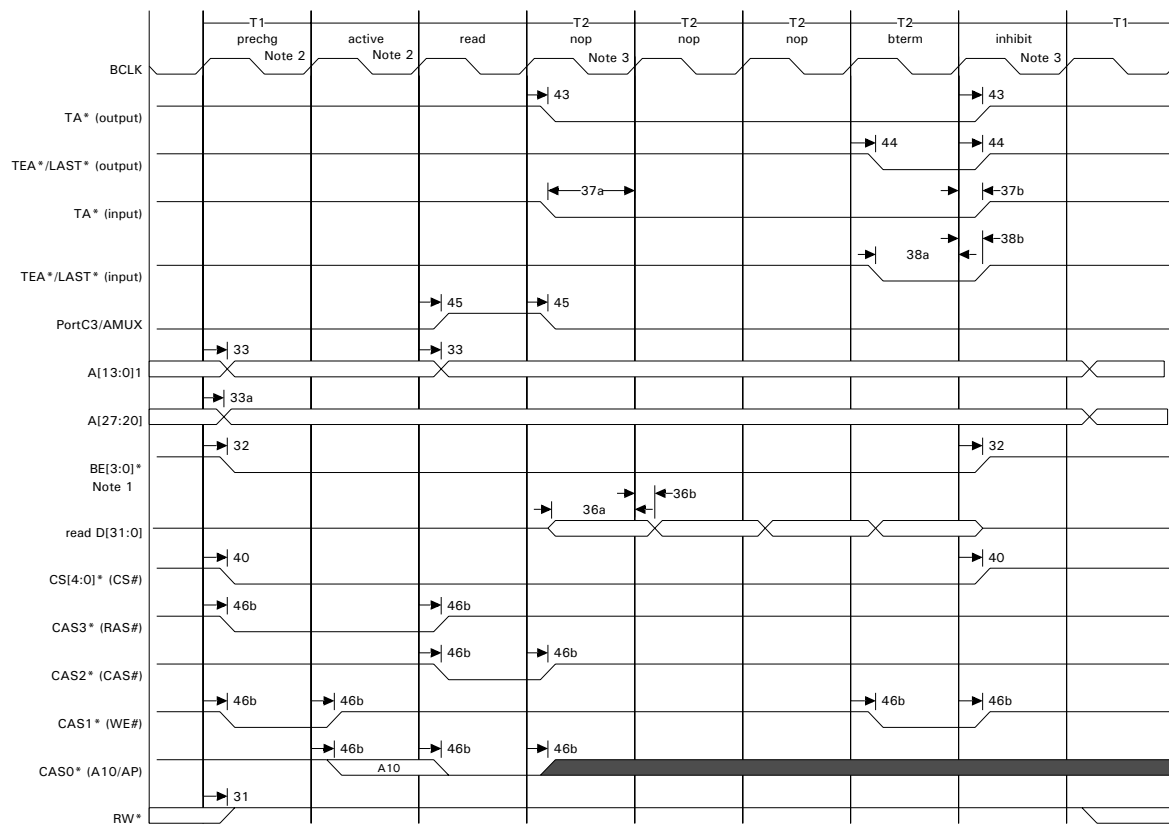 T1 T2 T2 T2 T2 T1
prechg active read nop nop nop bterm inhibit
Note 2 Note 2 Note 3 Note 3
BCLK
43 43
TA* (output)
44 44
TEA*/LAST* (output)
37a 37b
TA* (input)
38a 38b
TEA*/LAST* (input)
45 45
PortC3/AMUX
33 33
A[13:0]1
33a
A[27:20]
32 32
BE[3:0]*
Note 1
36a 36b
read D[31:0]
40 40
CS[4:0]* (CS#)
46b 46b
CAS3* (RAS#)
46b 46b
CAS2* (CAS#)
46b 46b 46b 46b
CAS1* (WE#)
46b 46b 46b
CAS0* (A10/AP) A10
31
RW*